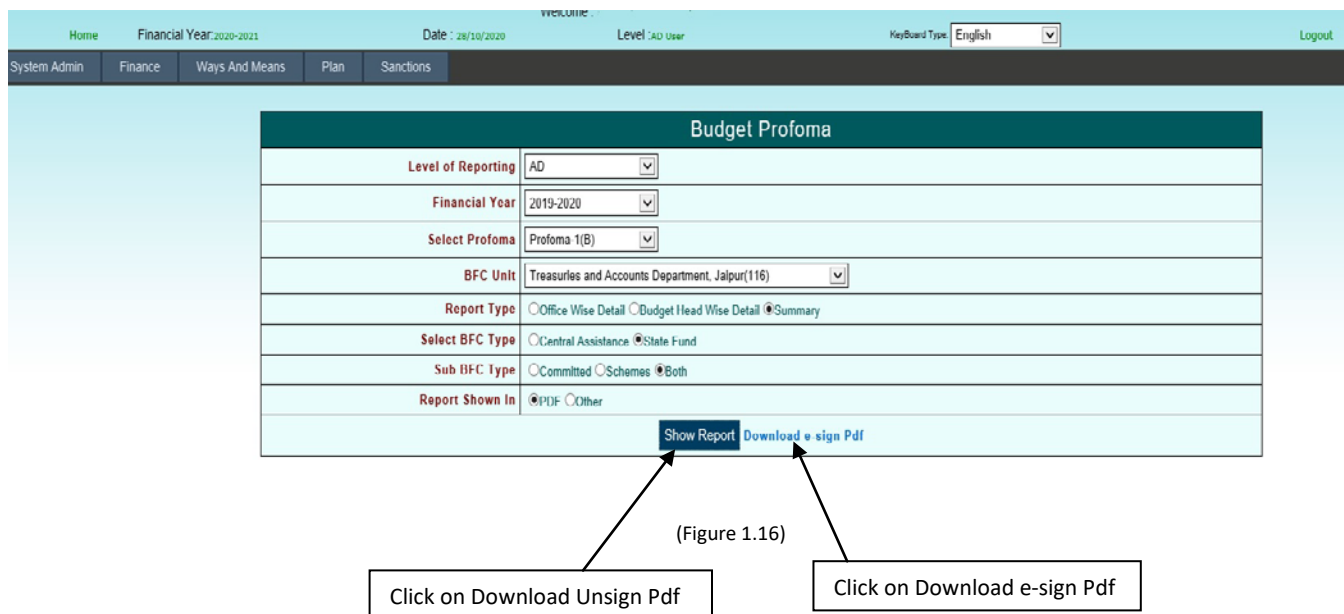 Welcome :
Home Financial Year:2020-2021 Date : 28/10/2020 Level :AD User KeyBoard Type: English Logout
System Admin Finance Ways And Means Plan Sanctions
Budget Profoma
Level of Reporting AD
Financial Year 2019-2020
Select Profoma Profoma-1(B)
BFC Unit Treasuries and Accounts Department, Jaipur(116)
Report Type Office Wise Detail Budget Head Wise Detail Summary
Select BFC Type Central Assistance State Fund
Sub BFC Type Committed Schemes Both
Report Shown In PDF Other
Show Report Download e-sign Pdf
(Figure 1.16)
Click on Download Unsign Pdf Click on Download e-sign Pdf